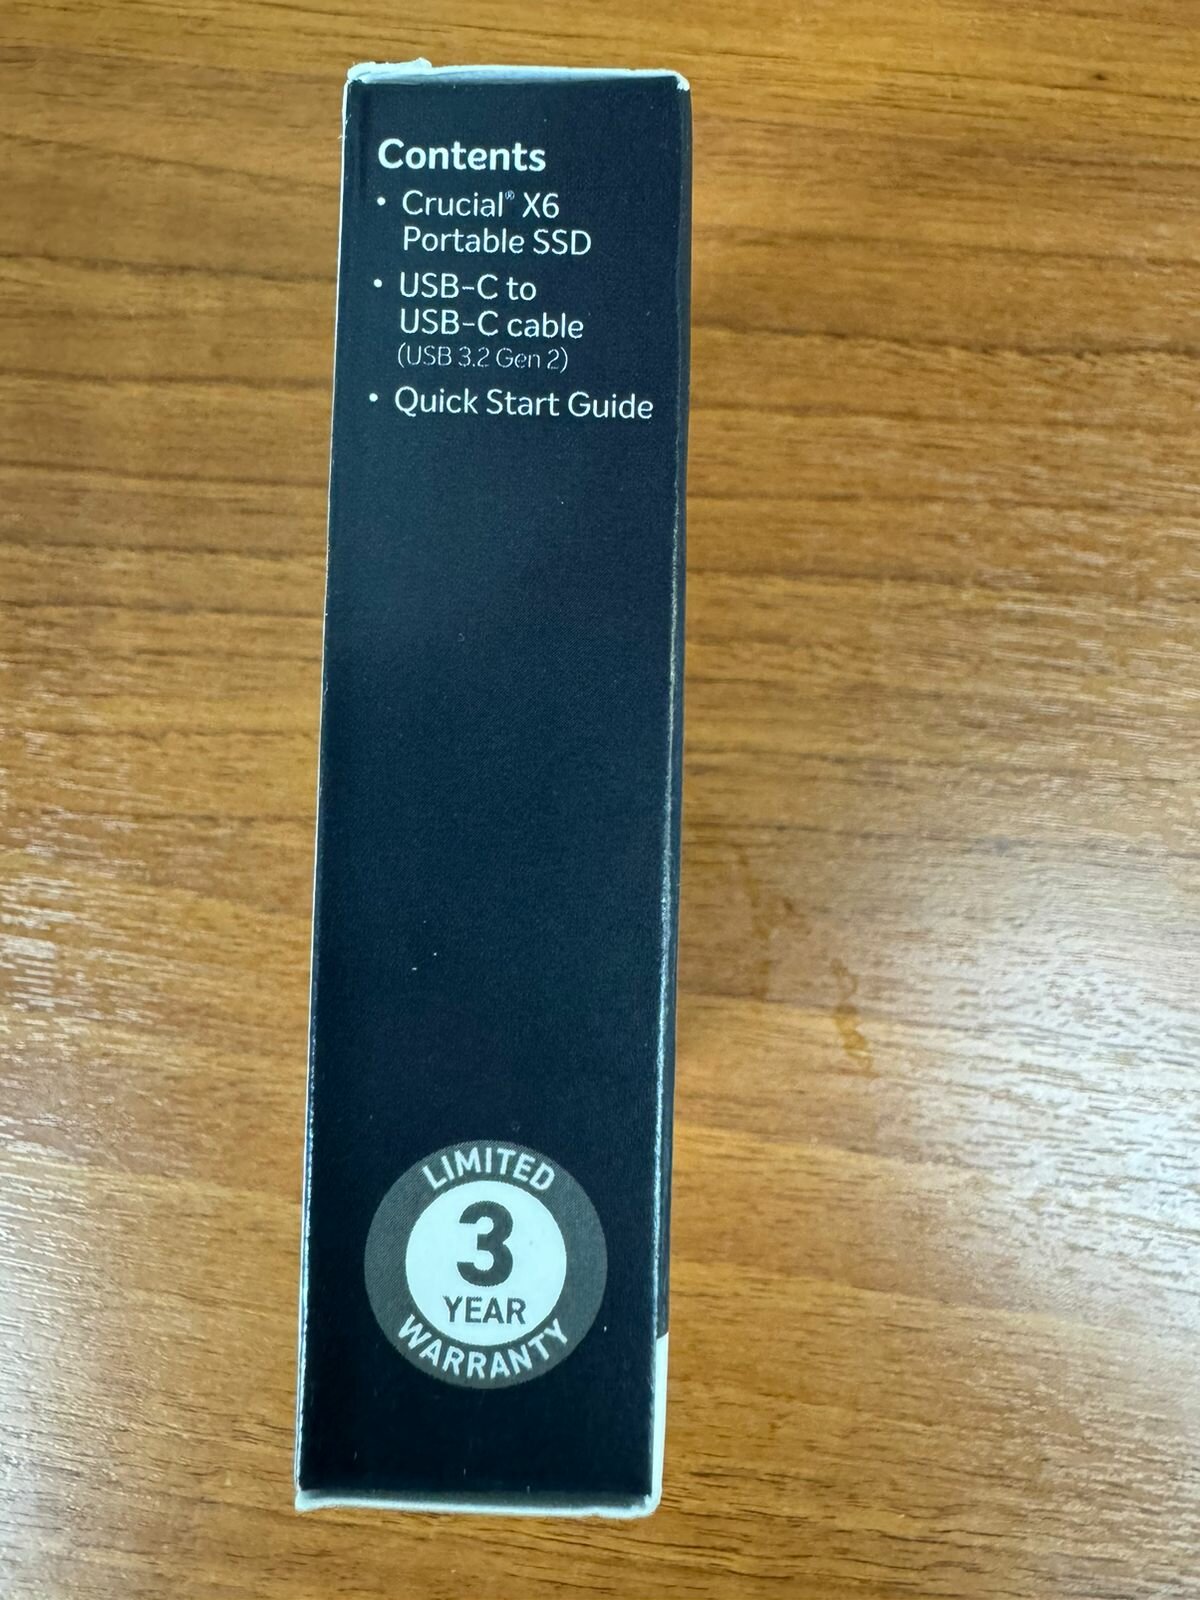 Contents
• Crucial® X6
Portable SSD
• USB-C to
USB-C cable
(USB 3.2 Gen 2)
• Quick Start Guide
LIMITED
3
YEAR
WARRANTY